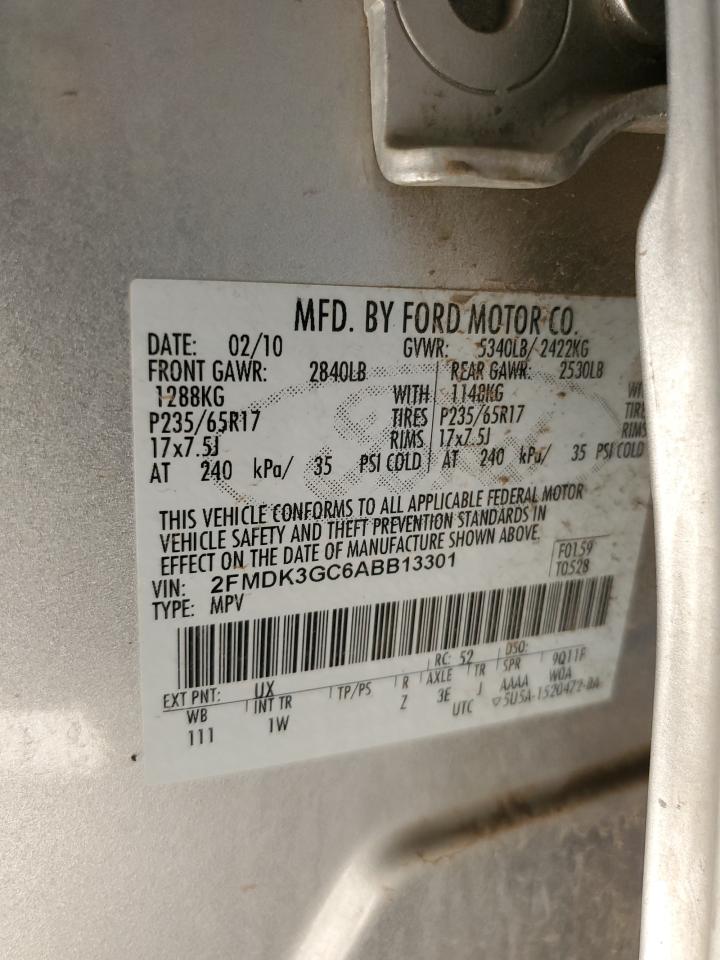 MFD. BY FORD MOTOR CO.
DATE: 02/10 GVWR: 5340LB/2422KG
FRONT GAWR: 2840LB REAR GAWR: 2530LB
1288KG WITH 1148KG
P235/65R17 TIRES P235/65R17
17x7.5J RIMS 17x7.5J RIMS
AT 240 kPa/ 35 PSI COLD AT 240 kPa/ 35 PSI COLD
THIS VEHICLE CONFORMS TO ALL APPLICABLE FEDERAL MOTOR
VEHICLE SAFETY AND THEFT PREVENTION STANDARDS IN
EFFECT ON THE DATE OF MANUFACTURE SHOWN ABOVE.
F0159
VIN: 2FMDK3GC6ABB13301 T0528
TYPE: MPV
EXT PNT: UX RC: 52 DSO:
WB INT TR TP/PS R AXLE TR SPR 9Q11F
111 1W Z 3E J AAAA W0A
UTC 5U5A-1520472-